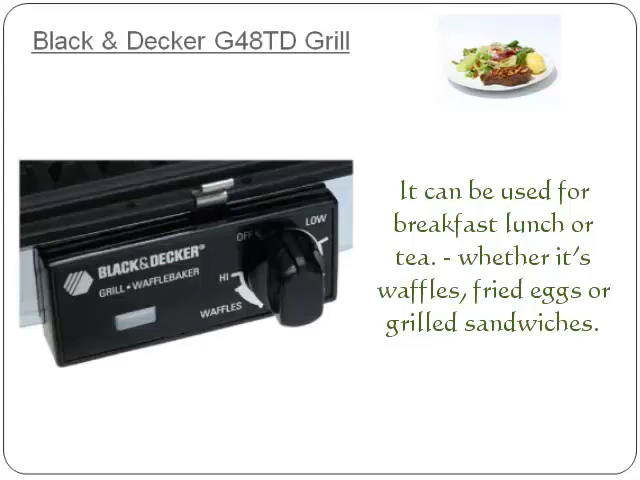 Black & Decker G48TD Grill
It can be used for
breakfast lunch or
tea. - whether it's
waffles, fried eggs or
grilled sandwiches.
LOW
OFF
BLACK&DECKER®
GRILL • WAFFLEBAKER
HI
WAFFLES